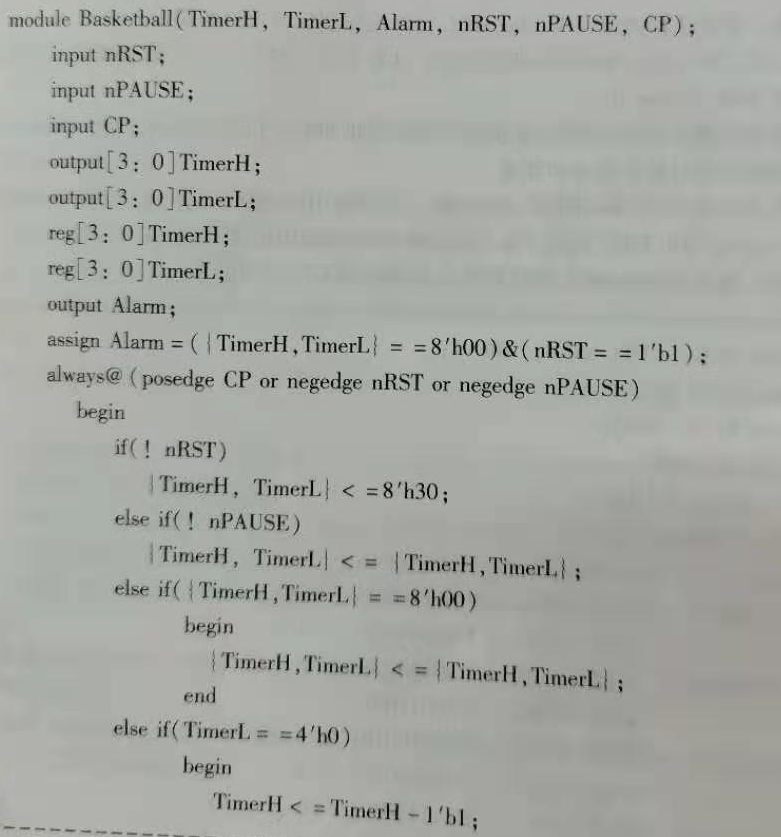 module Basketball(TimerH, TimerL, Alarm, nRST, nPAUSE, CP);
input nRST;
input nPAUSE;
input CP;
output[3: 0]TimerH;
output[3: 0]TimerL;
reg[3: 0]TimerH;
reg[3: 0]TimerL;
output Alarm;
assign Alarm = ({TimerH,TimerL} = =8'h00)&(nRST= =1'b1);
always@ (posedge CP or negedge nRST or negedge nPAUSE)
begin
if(! nRST)
{TimerH, TimerL} < =8'h30;
else if(! nPAUSE)
{TimerH, TimerL} < = {TimerH,TimerL};
else if({TimerH,TimerL} = =8'h00)
begin
{TimerH,TimerL} < = {TimerH,TimerL};
end
else if(TimerL= =4'h0)
begin
TimerH< =TimerH-1'b1;